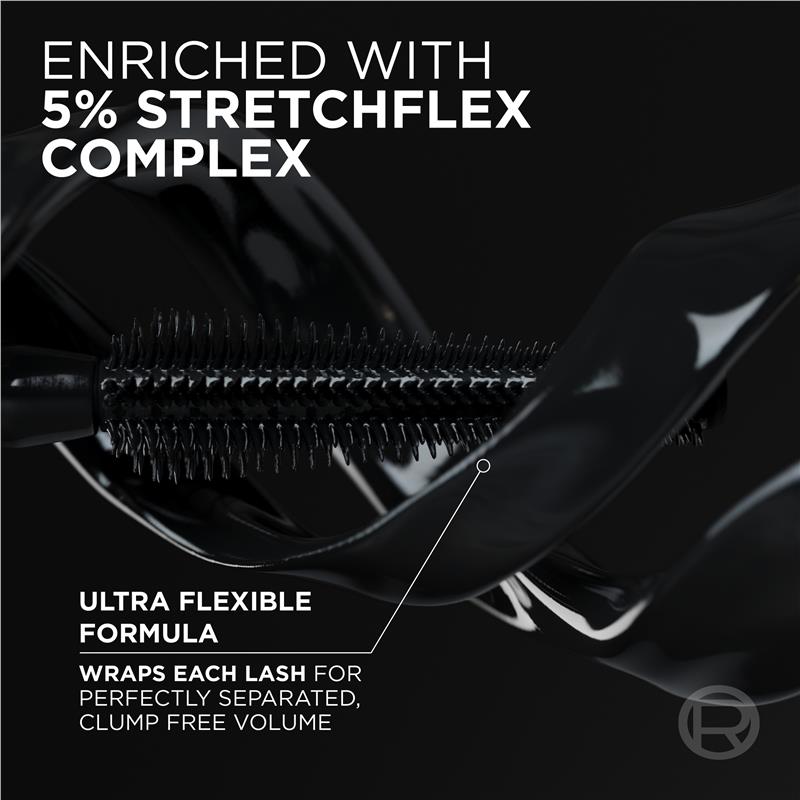 ENRICHED WITH
5% STRETCHFLEX
COMPLEX
ULTRA FLEXIBLE
FORMULA
WRAPS EACH LASH FOR
PERFECTLY SEPARATED,
CLUMP FREE VOLUME
R